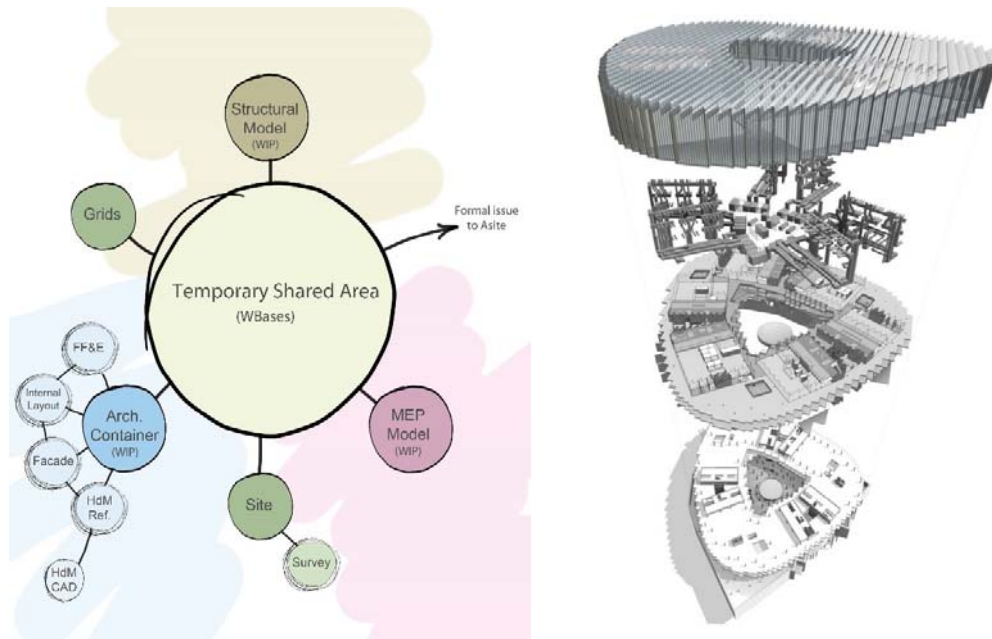 Structural
Model
(WIP)
Grids
Formal issue
to Asite
Temporary Shared Area
(WBases)
FF&E
Internal
Layout
Arch.
Container
(WIP)
Facade
HdM
Ref.
HdM
CAD
MEP
Model
(WIP)
Site
Survey